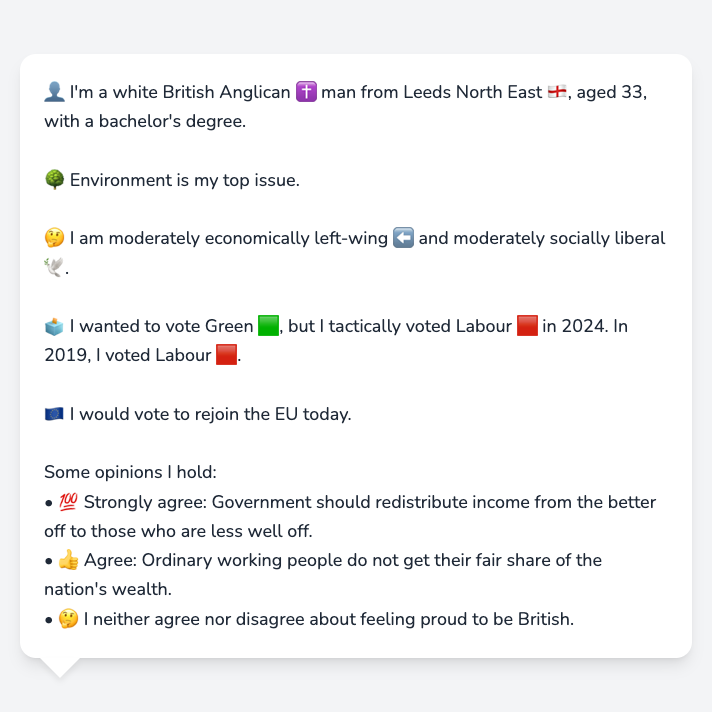 👤 I'm a white British Anglican ✝️ man from Leeds North East 🏴󠁧󠁢󠁥󠁮󠁧󠁿, aged 33,
with a bachelor's degree.
🌳 Environment is my top issue.
🤔 I am moderately economically left-wing ⬅️ and moderately socially liberal
🕊️.
🗳️ I wanted to vote Green 🟩, but I tactically voted Labour 🟥 in 2024. In
2019, I voted Labour 🟥.
🇪🇺 I would vote to rejoin the EU today.
Some opinions I hold:
• 💯 Strongly agree: Government should redistribute income from the better
off to those who are less well off.
• 👍 Agree: Ordinary working people do not get their fair share of the
nation's wealth.
• 🤔 I neither agree nor disagree about feeling proud to be British.